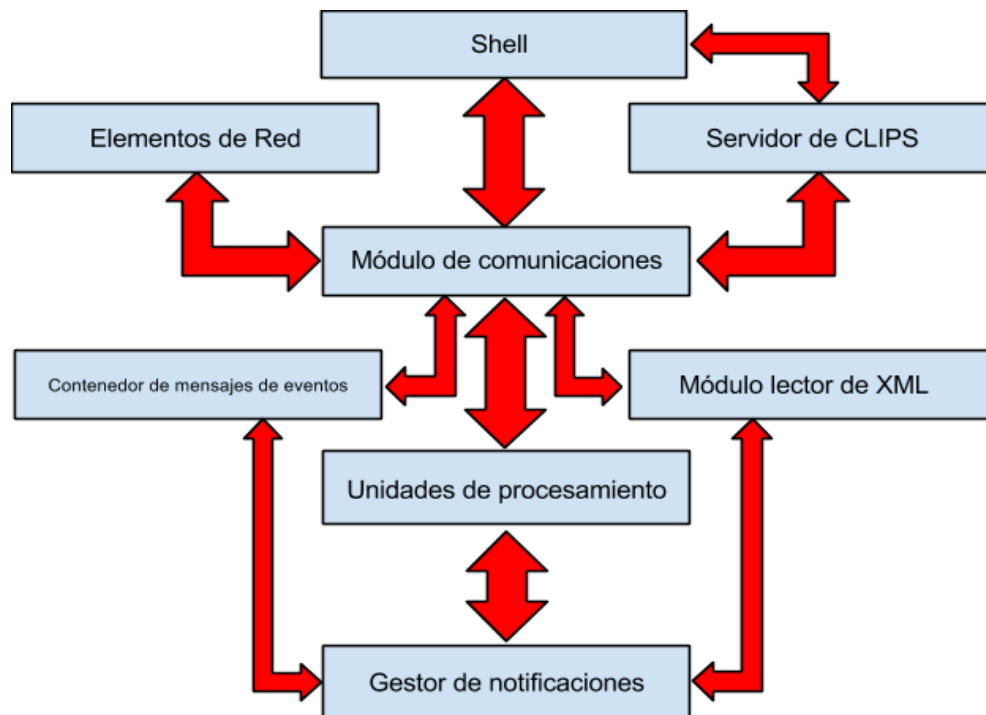 Shell
Elementos de Red
Servidor de CLIPS
Módulo de comunicaciones
Contenedor de mensajes de eventos
Módulo lector de XML
Unidades de procesamiento
Gestor de notificaciones